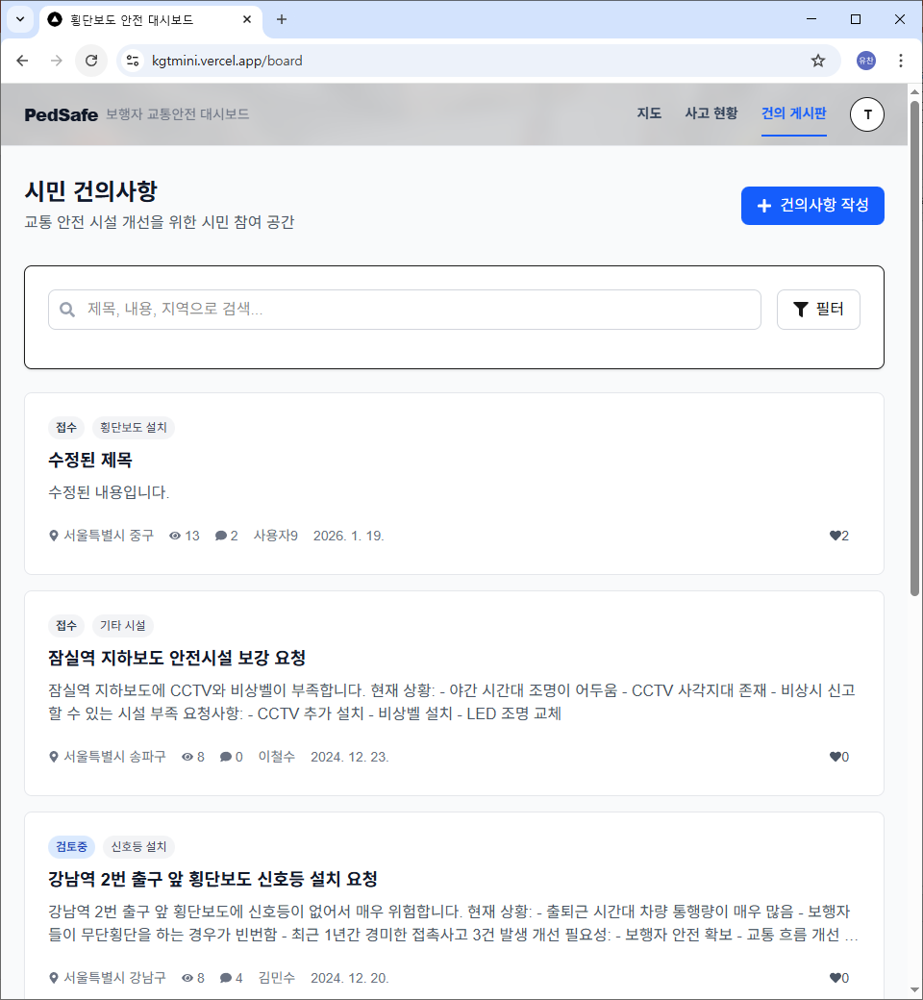 횡단보도 안전 대시보드
kgtmini.vercel.app/board
유찬
PedSafe 보행자 교통안전 대시보드
지도 사고 현황 건의 게시판 T
시민 건의사항
교통 안전 시설 개선을 위한 시민 참여 공간
건의사항 작성
제목, 내용, 지역으로 검색...
필터
접수 횡단보도 설치
수정된 제목
수정된 내용입니다.
서울특별시 중구 13 2 사용자9 2026. 1. 19. 2
접수 기타 시설
잠실역 지하보도 안전시설 보강 요청
잠실역 지하보도에 CCTV와 비상벨이 부족합니다. 현재 상황: - 야간 시간대 조명이 어두움 - CCTV 사각지대 존재 - 비상시 신고
할 수 있는 시설 부족 요청사항: - CCTV 추가 설치 - 비상벨 설치 - LED 조명 교체
서울특별시 송파구 8 0 이철수 2024. 12. 23. 0
검토중 신호등 설치
강남역 2번 출구 앞 횡단보도 신호등 설치 요청
강남역 2번 출구 앞 횡단보도에 신호등이 없어서 매우 위험합니다. 현재 상황: - 출퇴근 시간대 차량 통행량이 매우 많음 - 보행자
들이 무단횡단을 하는 경우가 빈번함 - 최근 1년간 경미한 접촉사고 3건 발생 개선 필요성: - 보행자 안전 확보 - 교통 흐름 개선 ...
서울특별시 강남구 8 4 김민수 2024. 12. 20. 0